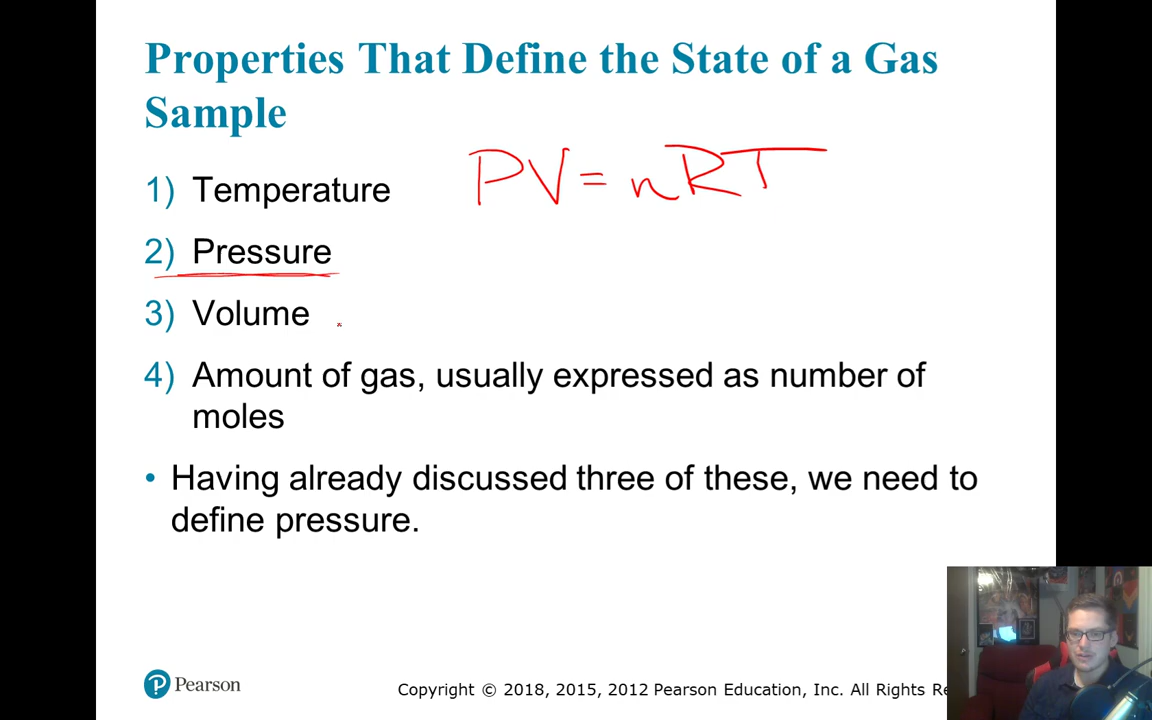 Properties That Define the State of a Gas
Sample
PV = nRT
1) Temperature
2) Pressure
3) Volume
4) Amount of gas, usually expressed as number of
moles
• Having already discussed three of these, we need to
define pressure.
Pearson
Copyright © 2018, 2015, 2012 Pearson Education, Inc. All Rights Re